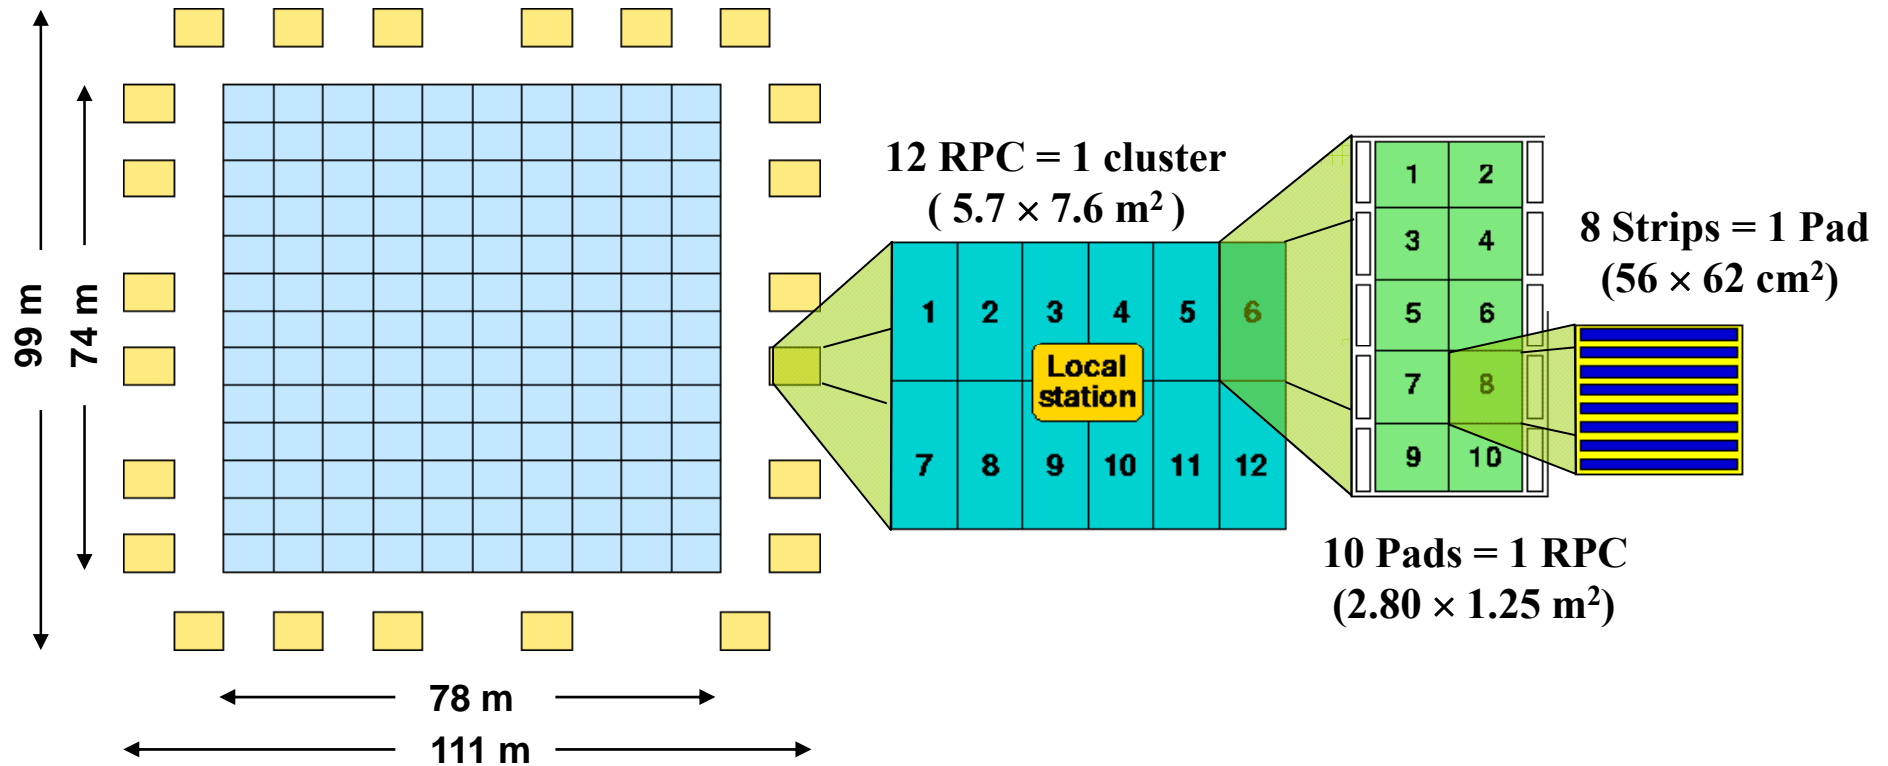 99 m
74 m
78 m
111 m
12 RPC = 1 cluster
( 5.7 × 7.6 m² )
1 2 3 4 5 6
Local
station
7 8 9 10 11 12
1 2
3 4
5 6
7 8
9 10
10 Pads = 1 RPC
(2.80 × 1.25 m²)
8 Strips = 1 Pad
(56 × 62 cm²)